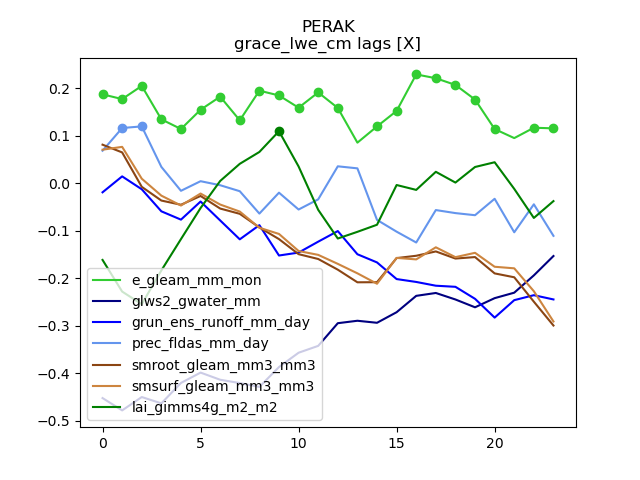 PERAK
grace_lwe_cm lags [X]
0.2
0.1
0.0
−0.1
−0.2
−0.3
−0.4
−0.5
e_gleam_mm_mon
glws2_gwater_mm
grun_ens_runoff_mm_day
prec_fldas_mm_day
smroot_gleam_mm3_mm3
smsurf_gleam_mm3_mm3
lai_gimms4g_m2_m2
0 5 10 15 20